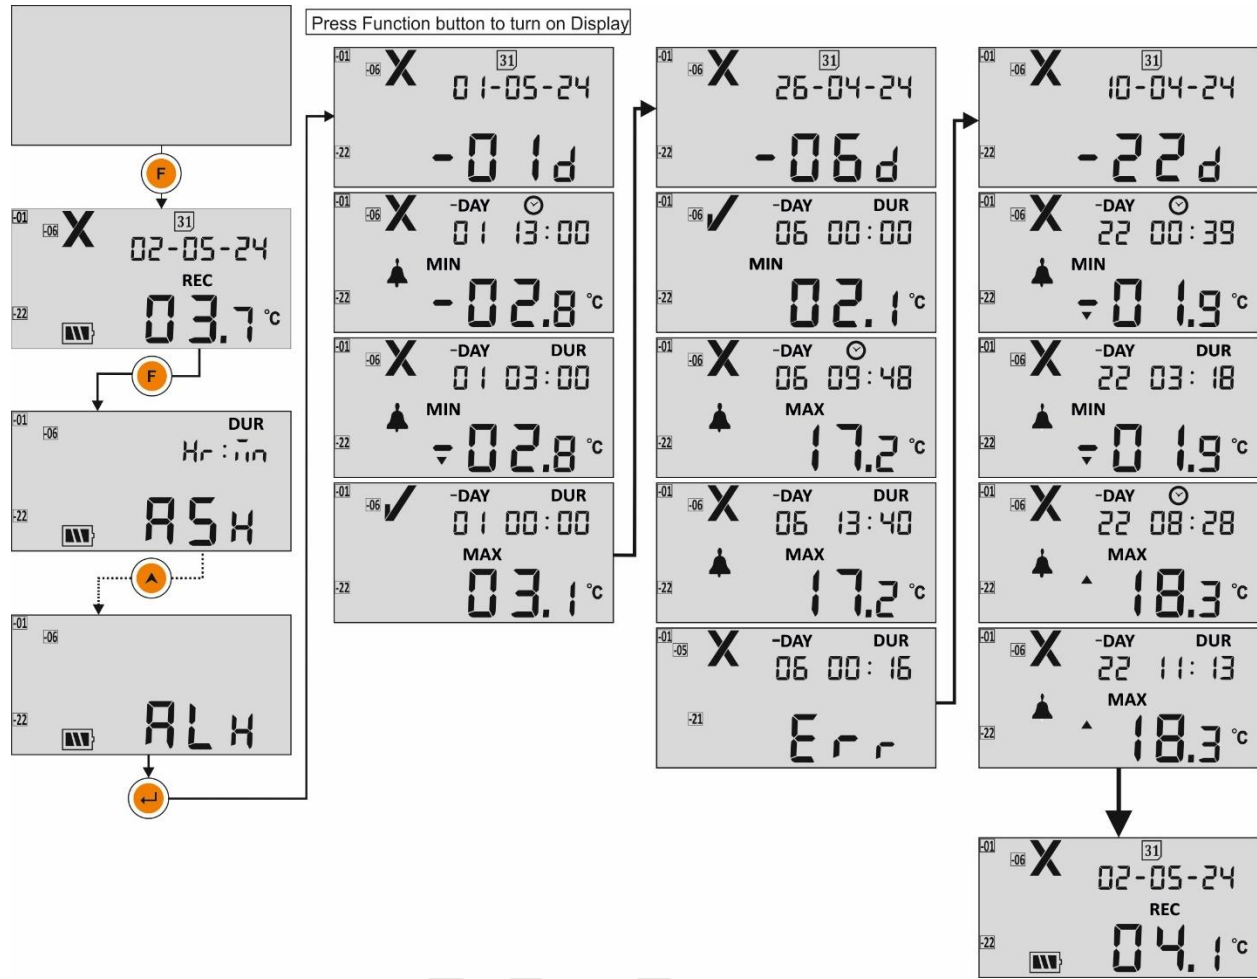 Press Function button to turn on Display
F
-01
-06 X 31
02-05-24
REC
-22 03.7 °C
F
-01 DUR
-06
Hr:mn
-22 ASH
-01
-06
-22 ALH
-01 31
-06 X
01-05-24
-22 -01d
-01 -DAY
-06 X
01 13:00
MIN
-22 -02.8 °C
-01 -DAY DUR
-06 X
01 03:00
MIN
-22 -02.8 °C
-01 -DAY DUR
-06
01 00:00
MAX
-22 03.1 °C
-01 31
-06 X
26-04-24
-22 -06d
-01 -DAY DUR
-06
06 00:00
MIN
-22 02.1 °C
-01 -DAY
-06 X
06 09:48
MAX
-22 17.2 °C
-01 -DAY DUR
-06 X
06 13:40
MAX
-22 17.2 °C
-01 -DAY DUR
-05 X
06 00:16
-21 Err
-01 31
-06 X
10-04-24
-22 -22d
-01 -DAY
-06 X
22 00:39
MIN
-22 -01.9 °C
-01 -DAY DUR
-06 X
22 03:18
MIN
-22 -01.9 °C
-01 -DAY
-06 X
22 08:28
MAX
-22 18.3 °C
-01 -DAY DUR
-06 X
22 11:13
MAX
-22 18.3 °C
-01 31
-06 X
02-05-24
REC
-22 04.1 °C